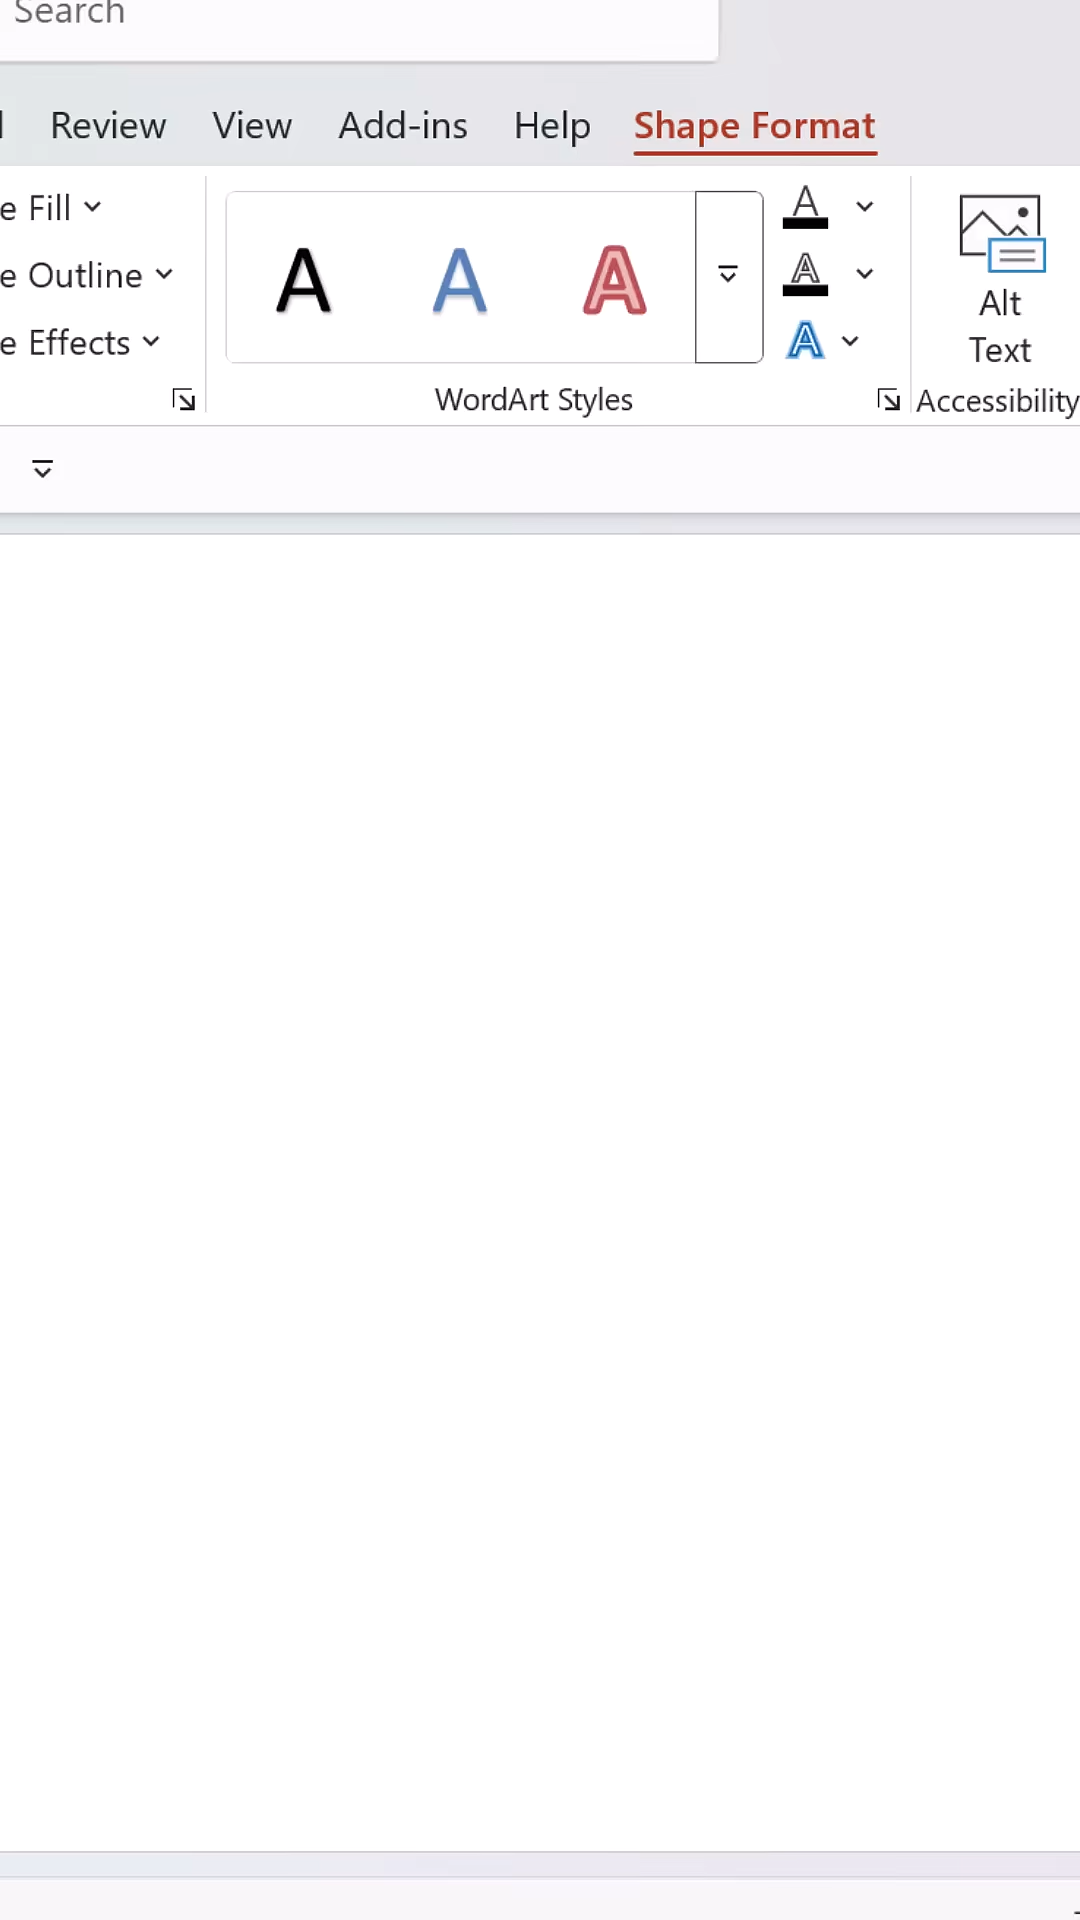 Search
Review View Add-ins Help Shape Format
e Fill
e Outline
e Effects
A A A
A
A
A
Alt
Text
WordArt Styles
Accessibility